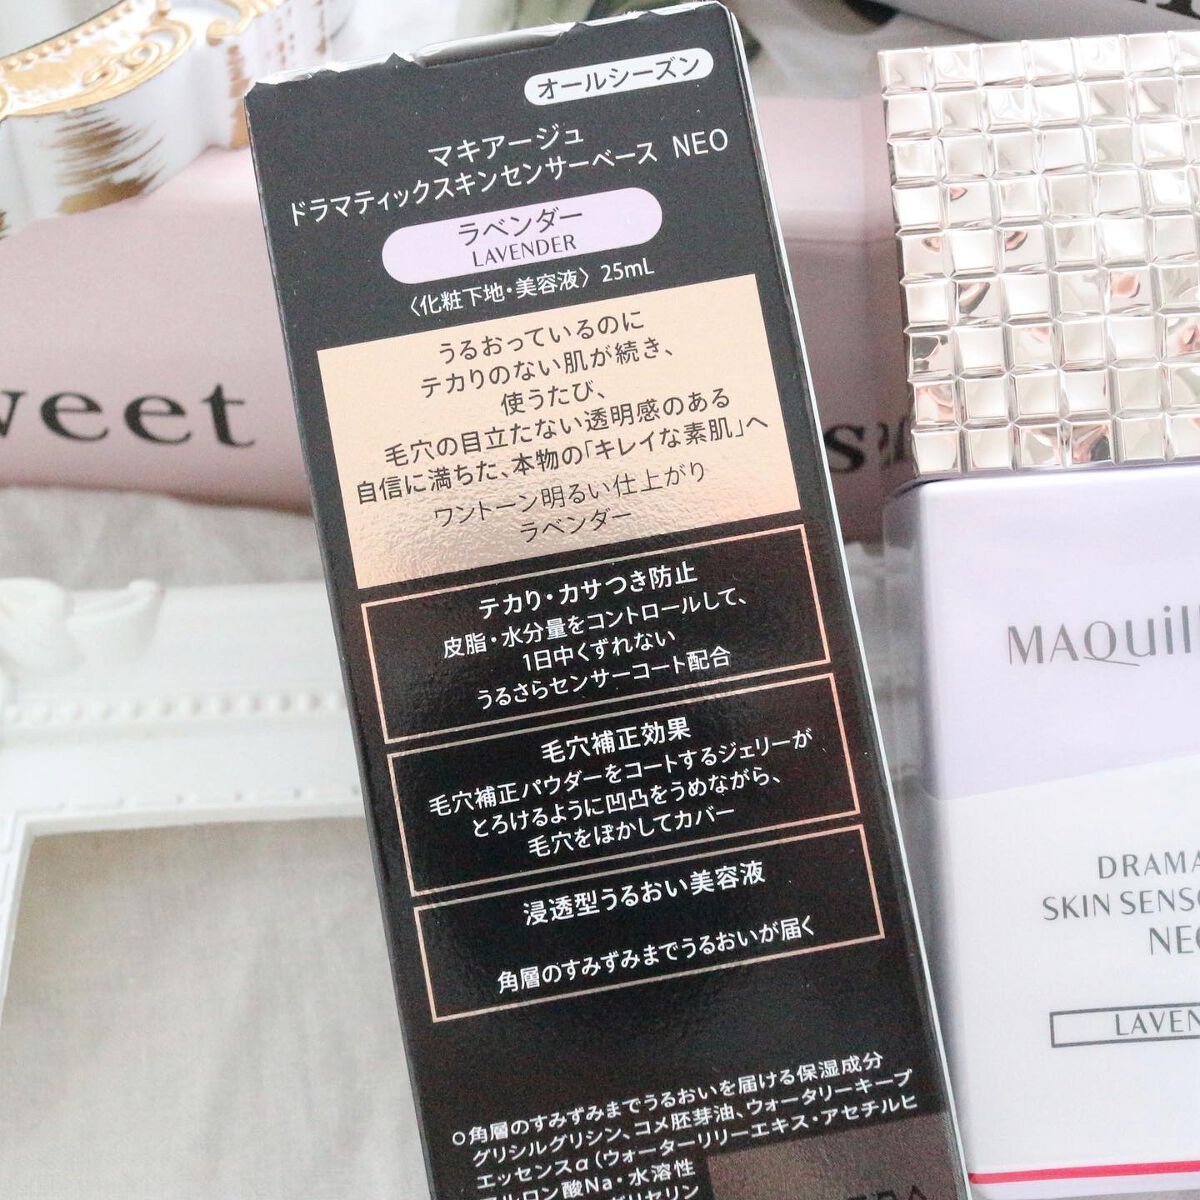 オールシーズン
マキアージュ
ドラマティックスキンセンサーベース NEO
ラベンダー
LAVENDER
〈化粧下地・美容液〉 25mL
うるおっているのに
テカりのない肌が続き、
使うたび、
毛穴の目立たない透明感のある
自信に満ちた、本物の「キレイな素肌」へ
ワントーン明るい仕上がり
ラベンダー
テカり・カサつき防止
皮脂・水分量をコントロールして、
1日中くずれない
うるさらセンサーコート配合
毛穴補正効果
毛穴補正パウダーをコートするジェリーが
とろけるように凹凸をうめながら、
毛穴をぼかしてカバー
浸透型うるおい美容液
角層のすみずみまでうるおいが届く
○角層のすみずみまでうるおいを届ける保湿成分
グリシルグリシン、コメ胚芽油、ウォータリーキープ
エッセンスα（ウォーターリリーエキス・アセチルヒ
アルロン酸Na・水溶性
グリセリン
weet
MAQuil
DRAMA
SKIN SENSO
NEO
LAVEN